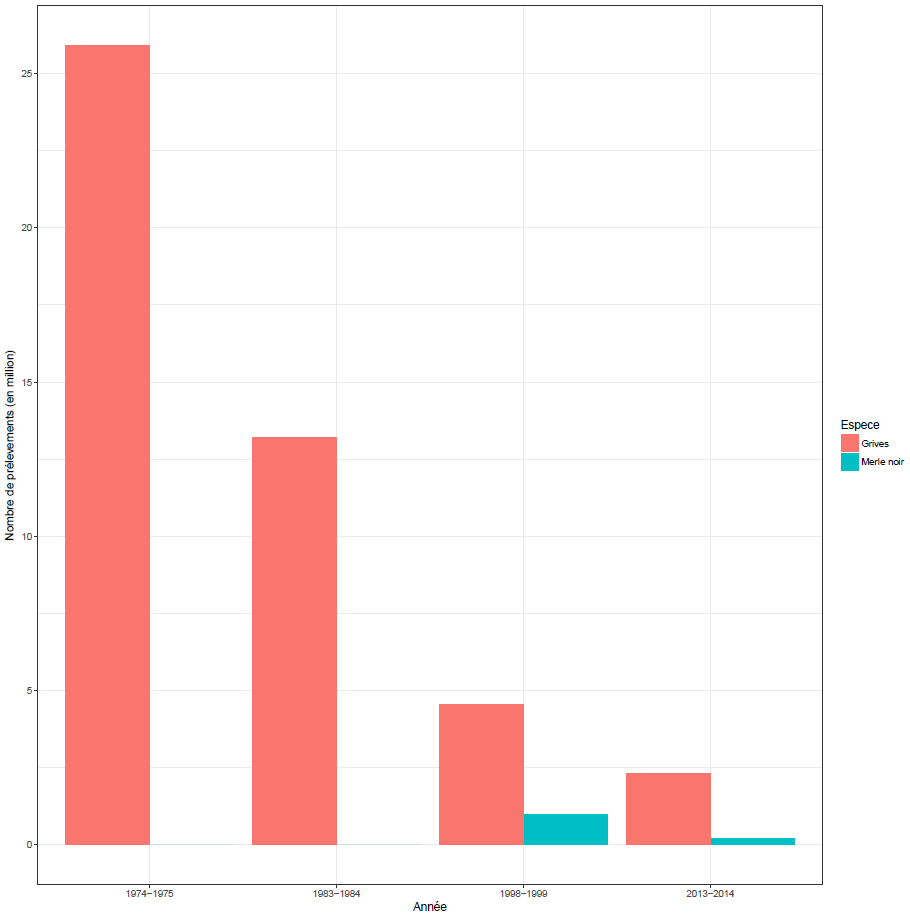 Nombre de prélevements (en million)
25
20
15
10
5
0
1974−1975
1983−1984
1998−1999
2013−2014
Année
Espece
Grives
Merle noir